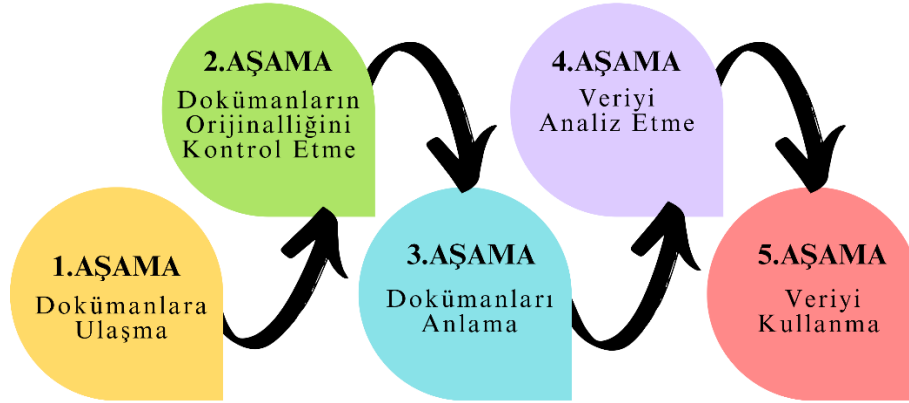 1.AŞAMA
Dokümanlara
Ulaşma
2.AŞAMA
Dokümanların
Orijinalliğini
Kontrol Etme
3.AŞAMA
Dokümanları
Anlama
4.AŞAMA
Veriyi
Analiz Etme
5.AŞAMA
Veriyi
Kullanma